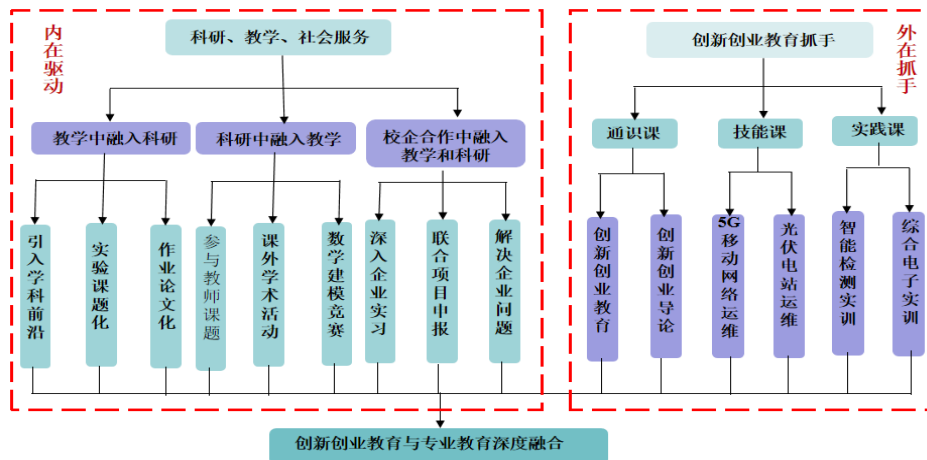 内在驱动
科研、教学、社会服务
教学中融入科研
科研中融入教学
校企合作中融入
教学和科研
引入学科前沿
实验课题化
作业论文化
参与教师课题
课外学术活动
数学建模竞赛
深入企业实习
联合项目申报
解决企业问题
创新创业教育抓手
外在抓手
通识课
技能课
实践课
创新创业教育
创新创业导论
5G移动网络运维
光伏电站运维
智能检测实训
综合电子实训
创新创业教育与专业教育深度融合